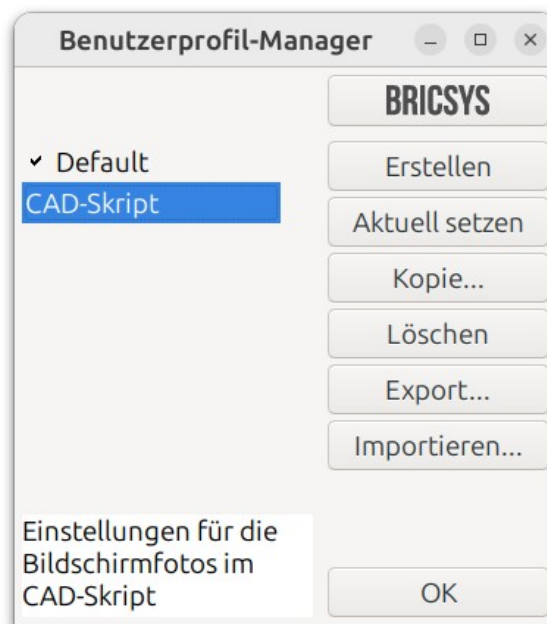 Benutzerprofil-Manager
BRICSYS
Default
CAD-Skript
Erstellen
Aktuell setzen
Kopie...
Löschen
Export...
Importieren...
Einstellungen für die
Bildschirmfotos im
CAD-Skript
OK